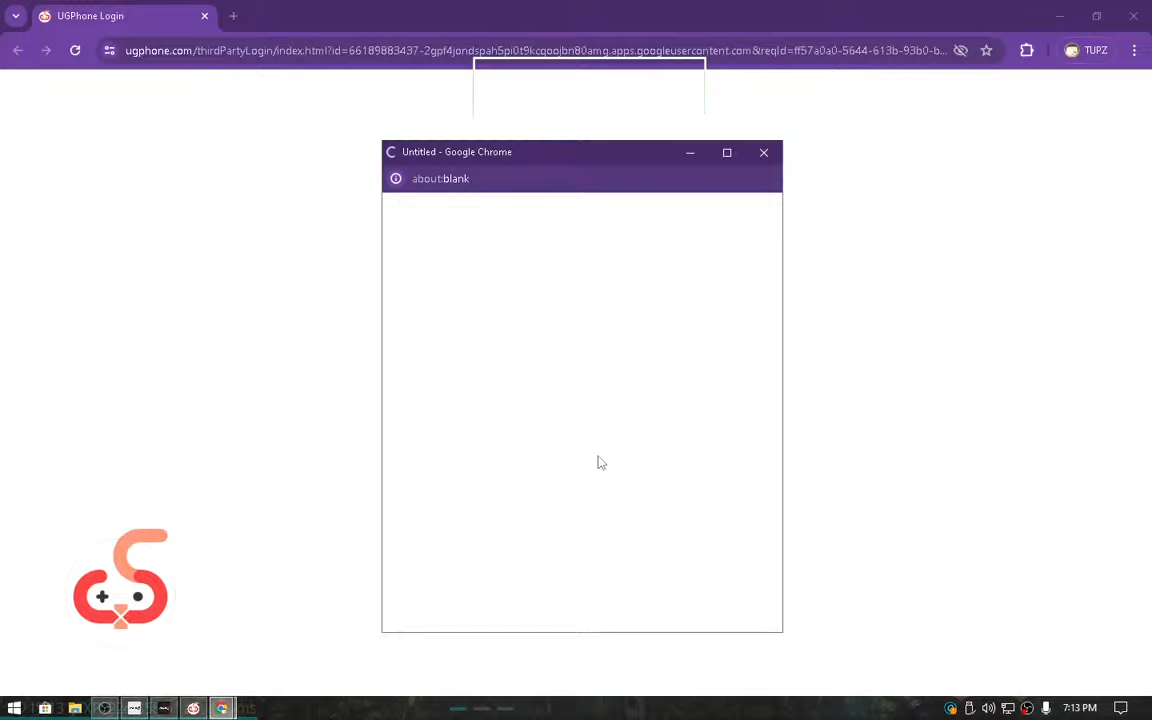 UGPhone Login
ugphone.com/thirdPartyLogin/index.html?id=66189883437-2gpf4jondspah5pi0t9kcqoojbn80amg.apps.googleusercontent.com&reqId=ff57a0a0-5644-613b-93b0-b...
TUPZ
Untitled - Google Chrome
about:blank
7:13 PM